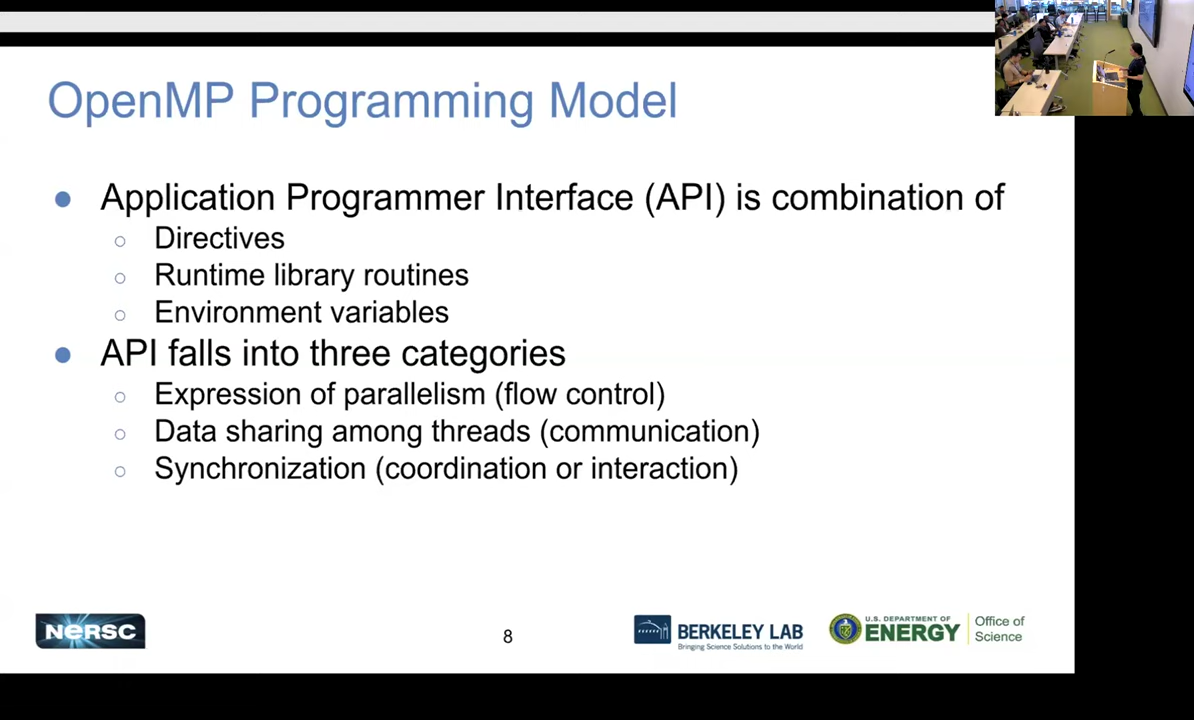 OpenMP Programming Model
● Application Programmer Interface (API) is combination of
○ Directives
○ Runtime library routines
○ Environment variables
● API falls into three categories
○ Expression of parallelism (flow control)
○ Data sharing among threads (communication)
○ Synchronization (coordination or interaction)
NERSC
8
BERKELEY LAB
Bringing Science Solutions to the World
U.S. DEPARTMENT OF
ENERGY
Office of
Science